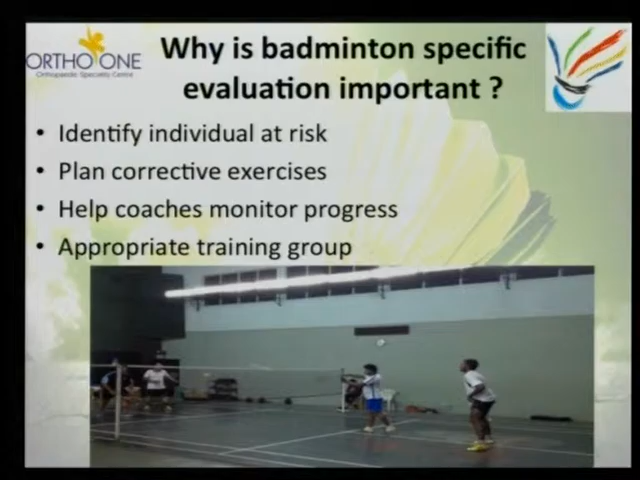 ORTHO ONE
Orthopaedic Speciality Centre
Why is badminton specific
evaluation important ?
• Identify individual at risk
• Plan corrective exercises
• Help coaches monitor progress
• Appropriate training group